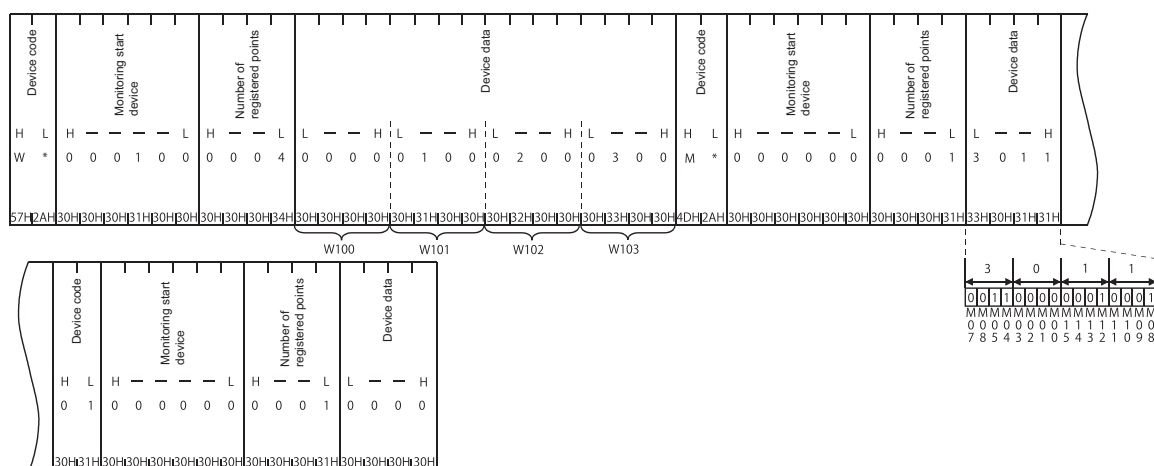 Device code
Monitoring start
device
Number of
registered points
Device data
Device code
Monitoring start
device
Number of
registered points
Device data
H L H — — — — L H — — L L — — H L — — H L — — H L — — H H L H — — — — L H — — L L — — H
W * 0 0 0 1 0 0 0 0 0 4 0 0 0 0 0 1 0 0 0 2 0 0 0 3 0 0 M * 0 0 0 0 0 0 0 0 0 1 3 0 1 1
57H 2AH 30H 30H 30H 31H 30H 30H 30H 30H 30H 34H 30H 30H 30H 30H 30H 31H 30H 30H 30H 32H 30H 30H 30H 33H 30H 30H 4DH 2AH 30H 30H 30H 30H 30H 30H 30H 30H 30H 31H 33H 30H 31H 31H
W100 W101 W102 W103
3 0 1 1
0 0 1 1 0 0 0 0 0 0 0 1 0 0 0 1
M M M M M M M M M M M M M M M M
0 0 0 0 0 0 0 0 1 1 1 1 1 1 0 0
7 8 5 4 3 2 1 0 5 4 3 2 1 0 9 8
Device code
Monitoring start
device
Number of
registered points
Device data
H L H — — — — L H — — L L — — H
0 1 0 0 0 0 0 0 0 0 0 1 0 0 0 0
30H 31H 30H 30H 30H 30H 30H 30H 30H 30H 30H 31H 30H 30H 30H 30H